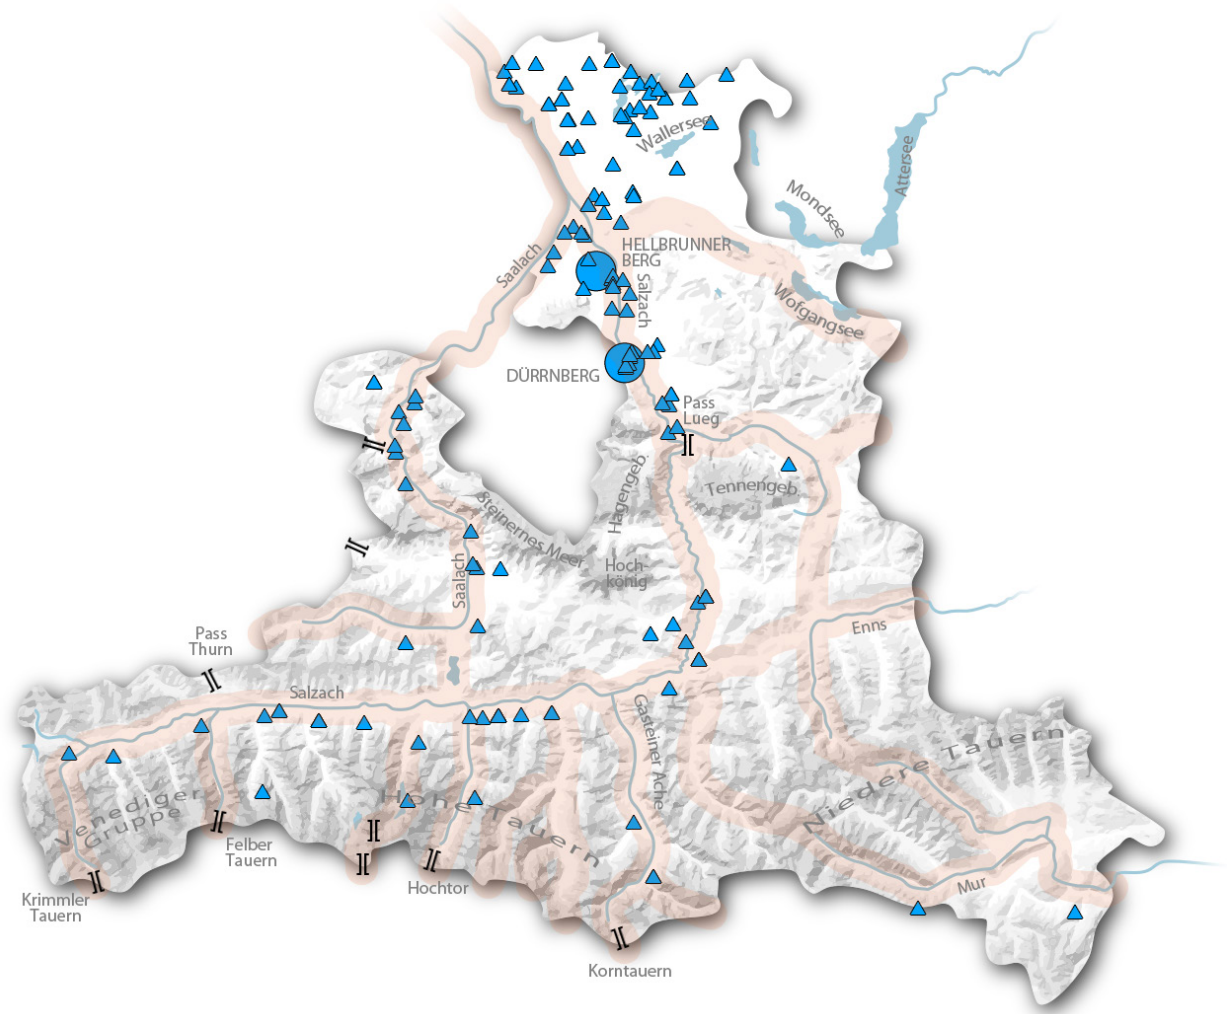 Wallersee
Attersee
Mondsee
HELLBRUNNER
BERG
Saalach
Salzach
Wofgangsee
DÜRRNBERG
Pass
Lueg
Hagengeb.
Tennengeb.
Steinernes Meer
Hoch-
könig
Saalach
Enns
Pass
Thurn
Salzach
Gasteiner Ache
Niedere Tauern
Venediger
Gruppe
Hohe Tauern
Felber
Tauern
Hochtor
Krimmler
Tauern
Mur
Korntauern